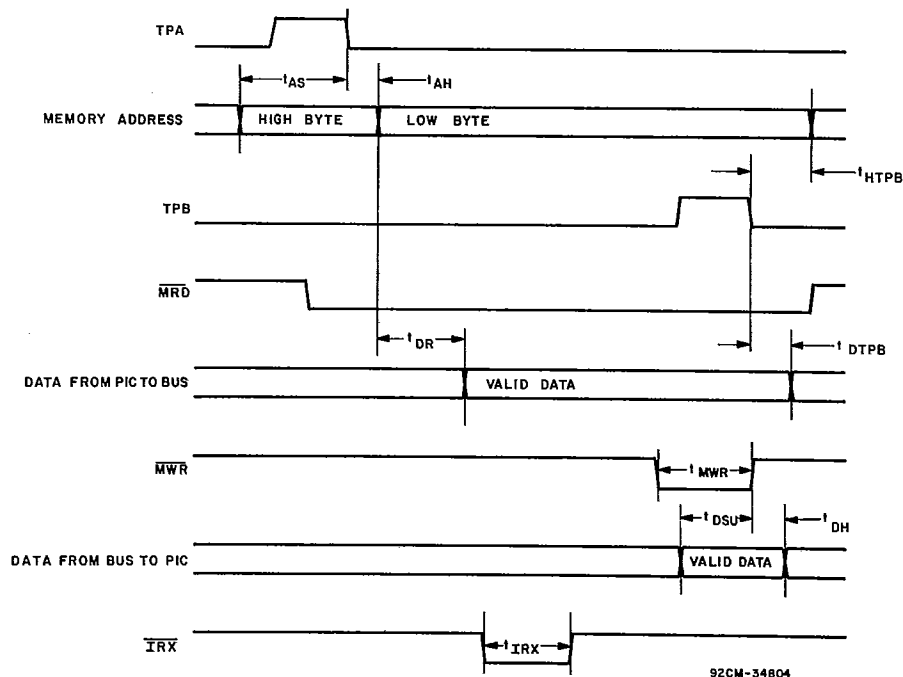 TPA
tAS
tAH
MEMORY ADDRESS
HIGH BYTE
LOW BYTE
tHTPB
TPB
MRD
tDR
tDTPB
DATA FROM PIC TO BUS
VALID DATA
MWR
tMWR
tDSU
tDH
DATA FROM BUS TO PIC
VALID DATA
IRX
tIRX
92CM-34804